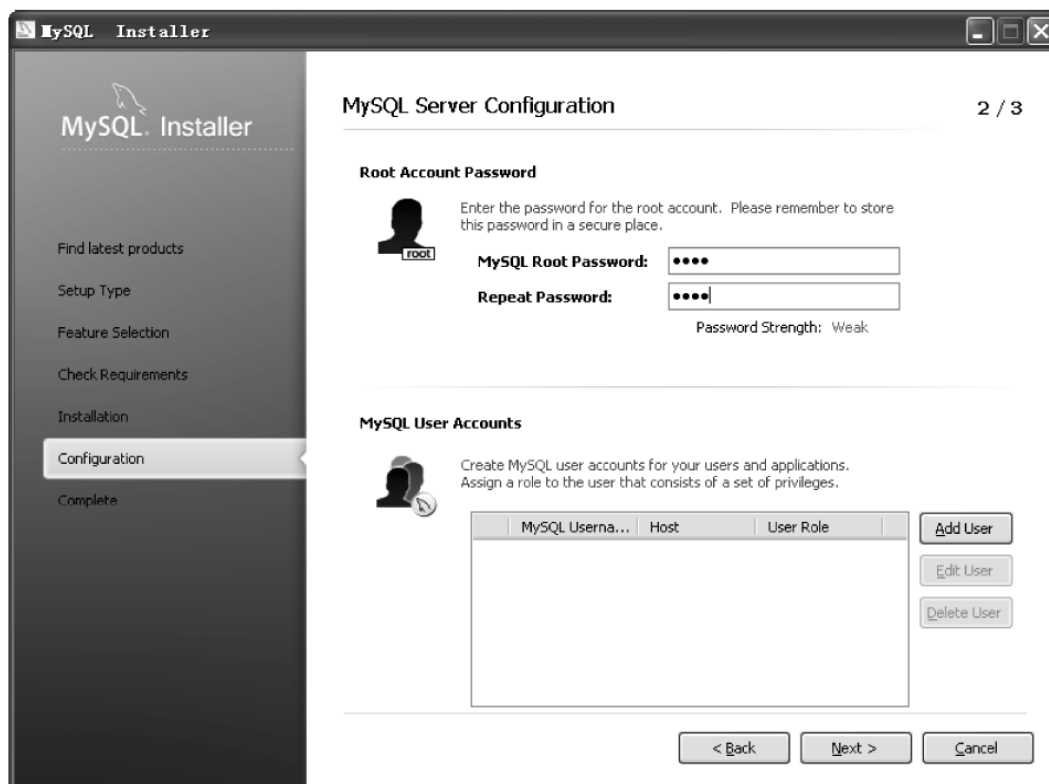 MySQL Installer
MySQL Server Configuration
2 / 3
MySQL. Installer
Root Account Password
Enter the password for the root account. Please remember to store
this password in a secure place.
root
MySQL Root Password: ••••
Repeat Password: ••••
Password Strength: Weak
Find latest products
Setup Type
Feature Selection
Check Requirements
Installation
Configuration
Complete
MySQL User Accounts
Create MySQL user accounts for your users and applications.
Assign a role to the user that consists of a set of privileges.
MySQL Userna... Host User Role
Add User
Edit User
Delete User
< Back Next > Cancel